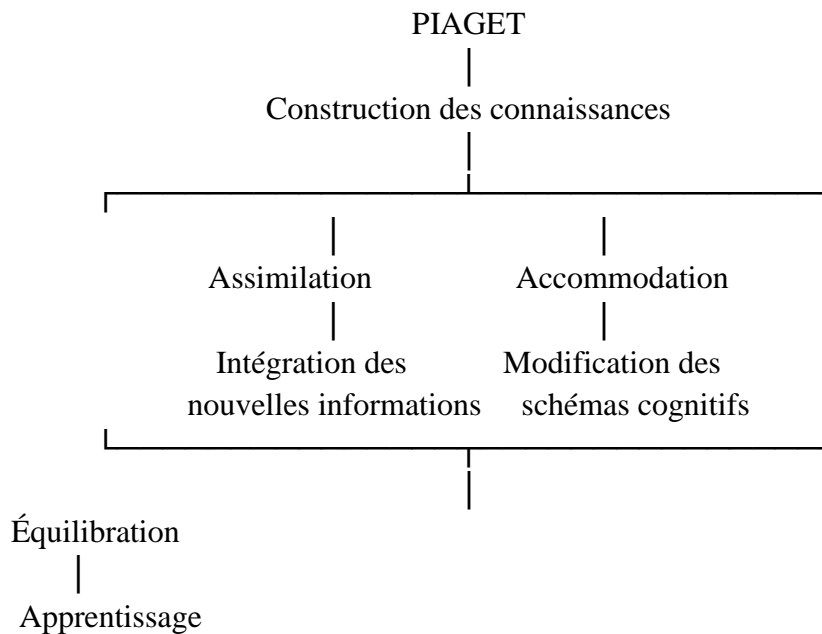 PIAGET
Construction des connaissances
Assimilation Accommodation
Intégration des Modification des
nouvelles informations schémas cognitifs
Équilibration
Apprentissage